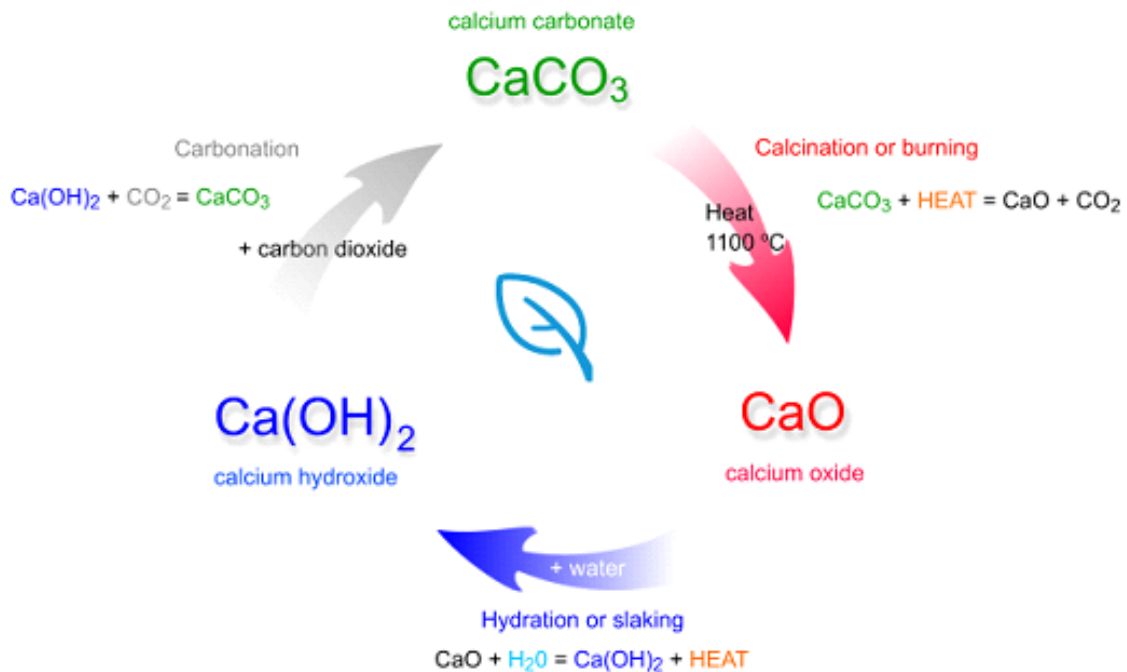 calcium carbonate
CaCO₃
Carbonation
Ca(OH)₂ + CO₂ = CaCO₃
+ carbon dioxide
Calcination or burning
CaCO₃ + HEAT = CaO + CO₂
Heat
1100 ºC
Ca(OH)₂
calcium hydroxide
CaO
calcium oxide
+ water
Hydration or slaking
CaO + H₂0 = Ca(OH)₂ + HEAT